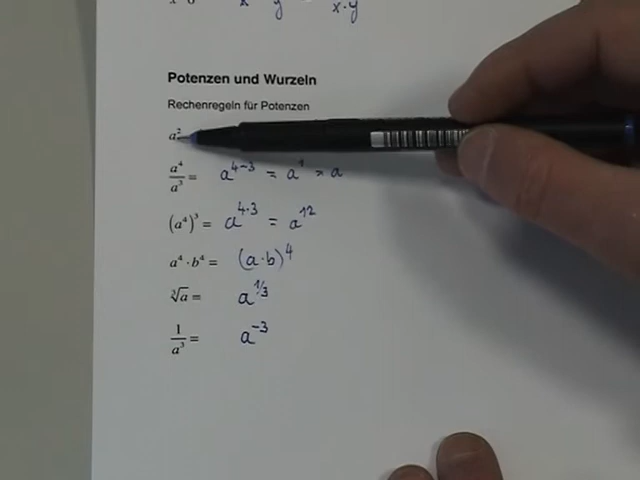 x y x·y
Potenzen und Wurzeln
Rechenregeln für Potenzen
a²
a⁴/a³ = a⁴⁻³ = a¹ = a
(a⁴)³ = a⁴·³ = a¹²
a⁴·b⁴ = (a·b)⁴
∛a = a^(1/3)
1/a³ = a⁻³